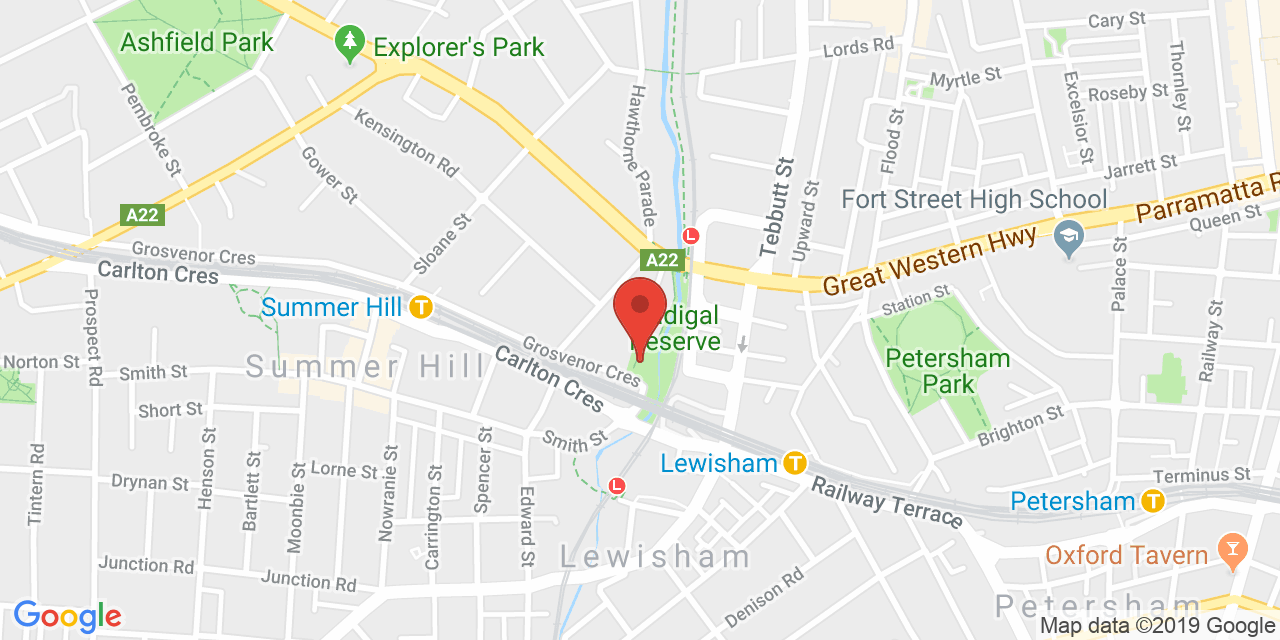 Cary St
Lords Rd
Ashfield Park
Explorer's Park
Thornley St
Myrtle St
Excelsior St
Roseby St
Pembroke St
Hawthorne Parade
Kensington Rd
Flood St
Gower St
Jarrett St
Tebbutt St
Upward St
Fort Street High School
Parramatta R
A22
Queen St
Sloane St
L
Grosvenor Cres
Great Western Hwy
Palace St
A22
Carlton Cres
Station St
Summer Hill
T
digal
Reserve
Prospect Rd
Railway St
Grosvenor Cres
Petersham
Park
Norton St
Smith St
Summer Hill
Carlton Cres
Short St
Brighton St
Smith St
Henson St
Spencer St
Lewisham
T
Lorne St
Terminus St
Drynan St
Tintern Rd
Bartlett St
Moonbie St
Nowranie St
Carrington St
Edward St
L
Railway Terrace
Petersham
T
Lewisham
Oxford Tavern
Junction Rd
Junction Rd
Denison Rd
Petersham
Google
Map data ©2019 Google